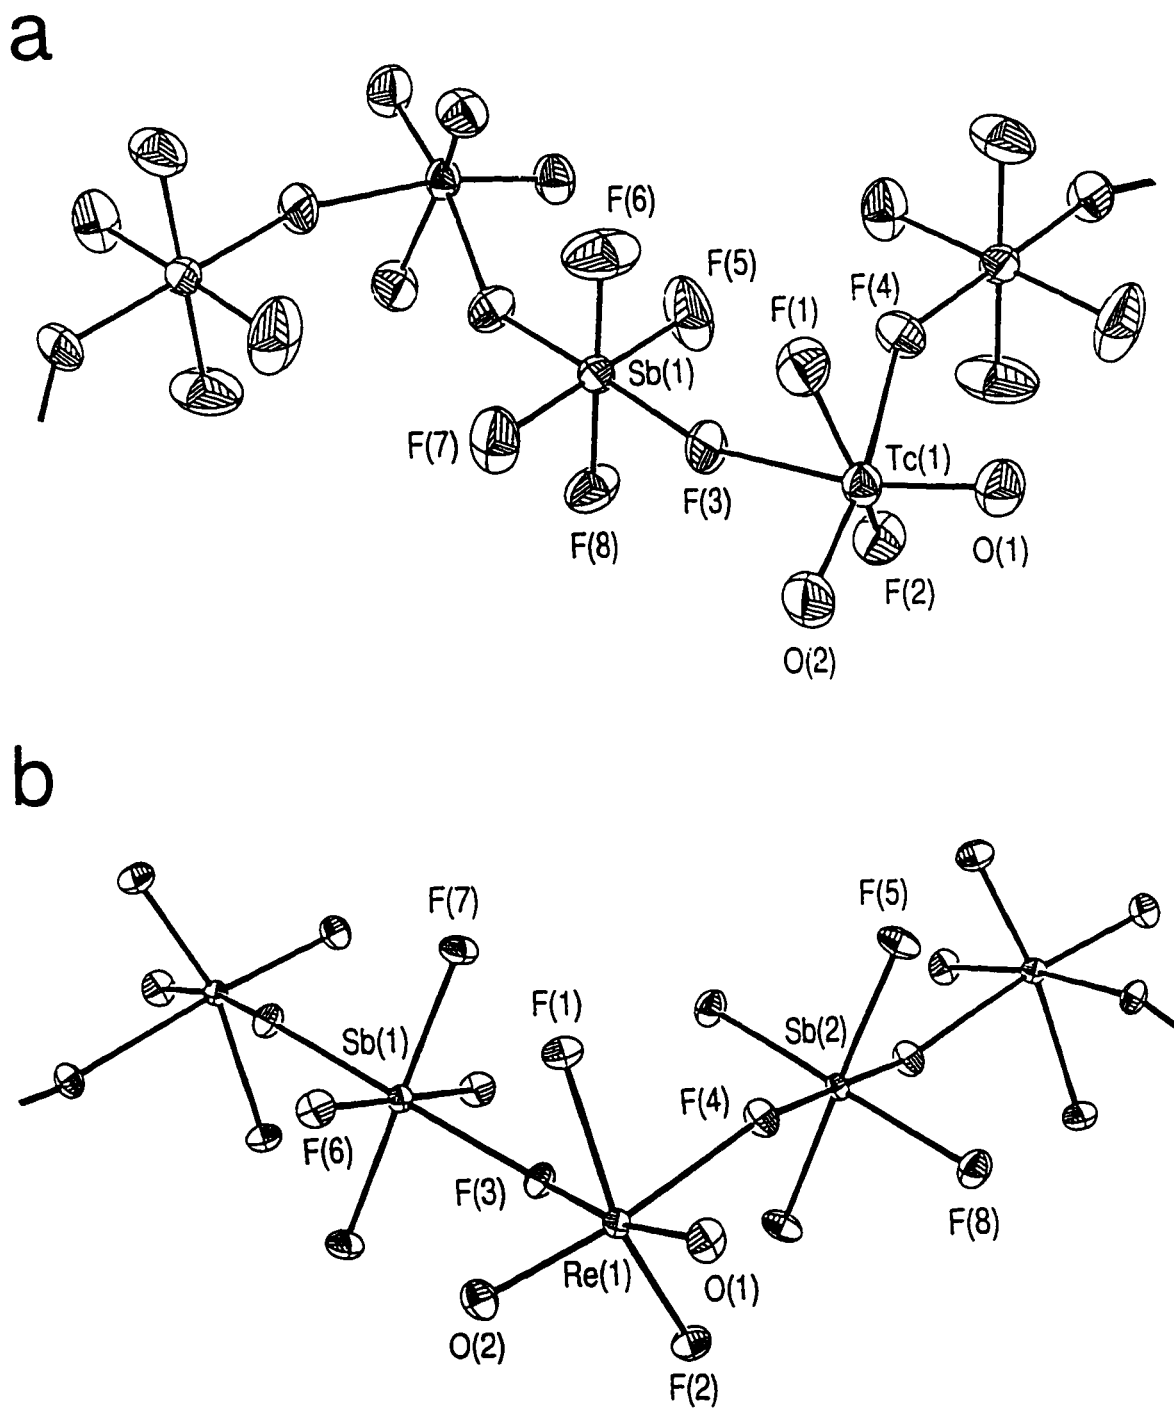 a
F(6)
F(5)
F(1)
F(4)
Sb(1)
F(7)
F(3)
Tc(1)
F(8)
O(1)
F(2)
O(2)
b
F(7)
F(5)
F(1)
Sb(1)
Sb(2)
F(4)
F(6)
F(3)
F(8)
Re(1)
O(1)
O(2)
F(2)